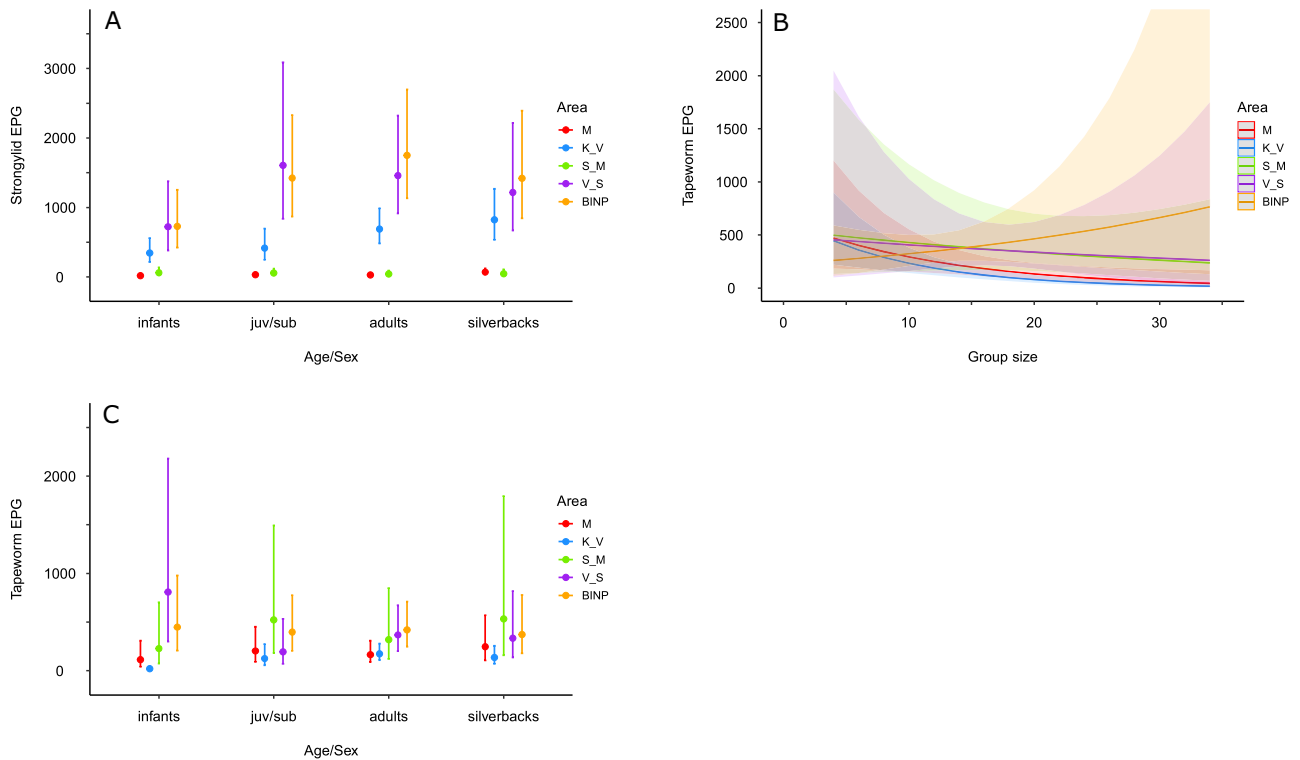 A
Strongylid EPG
3000
2000
1000
0
infants juv/sub adults silverbacks
Age/Sex
Area
M
K_V
S_M
V_S
BINP
B
Tapeworm EPG
2500
2000
1500
1000
500
0
0 10 20 30
Group size
Area
M
K_V
S_M
V_S
BINP
C
Tapeworm EPG
2000
1000
0
infants juv/sub adults silverbacks
Age/Sex
Area
M
K_V
S_M
V_S
BINP